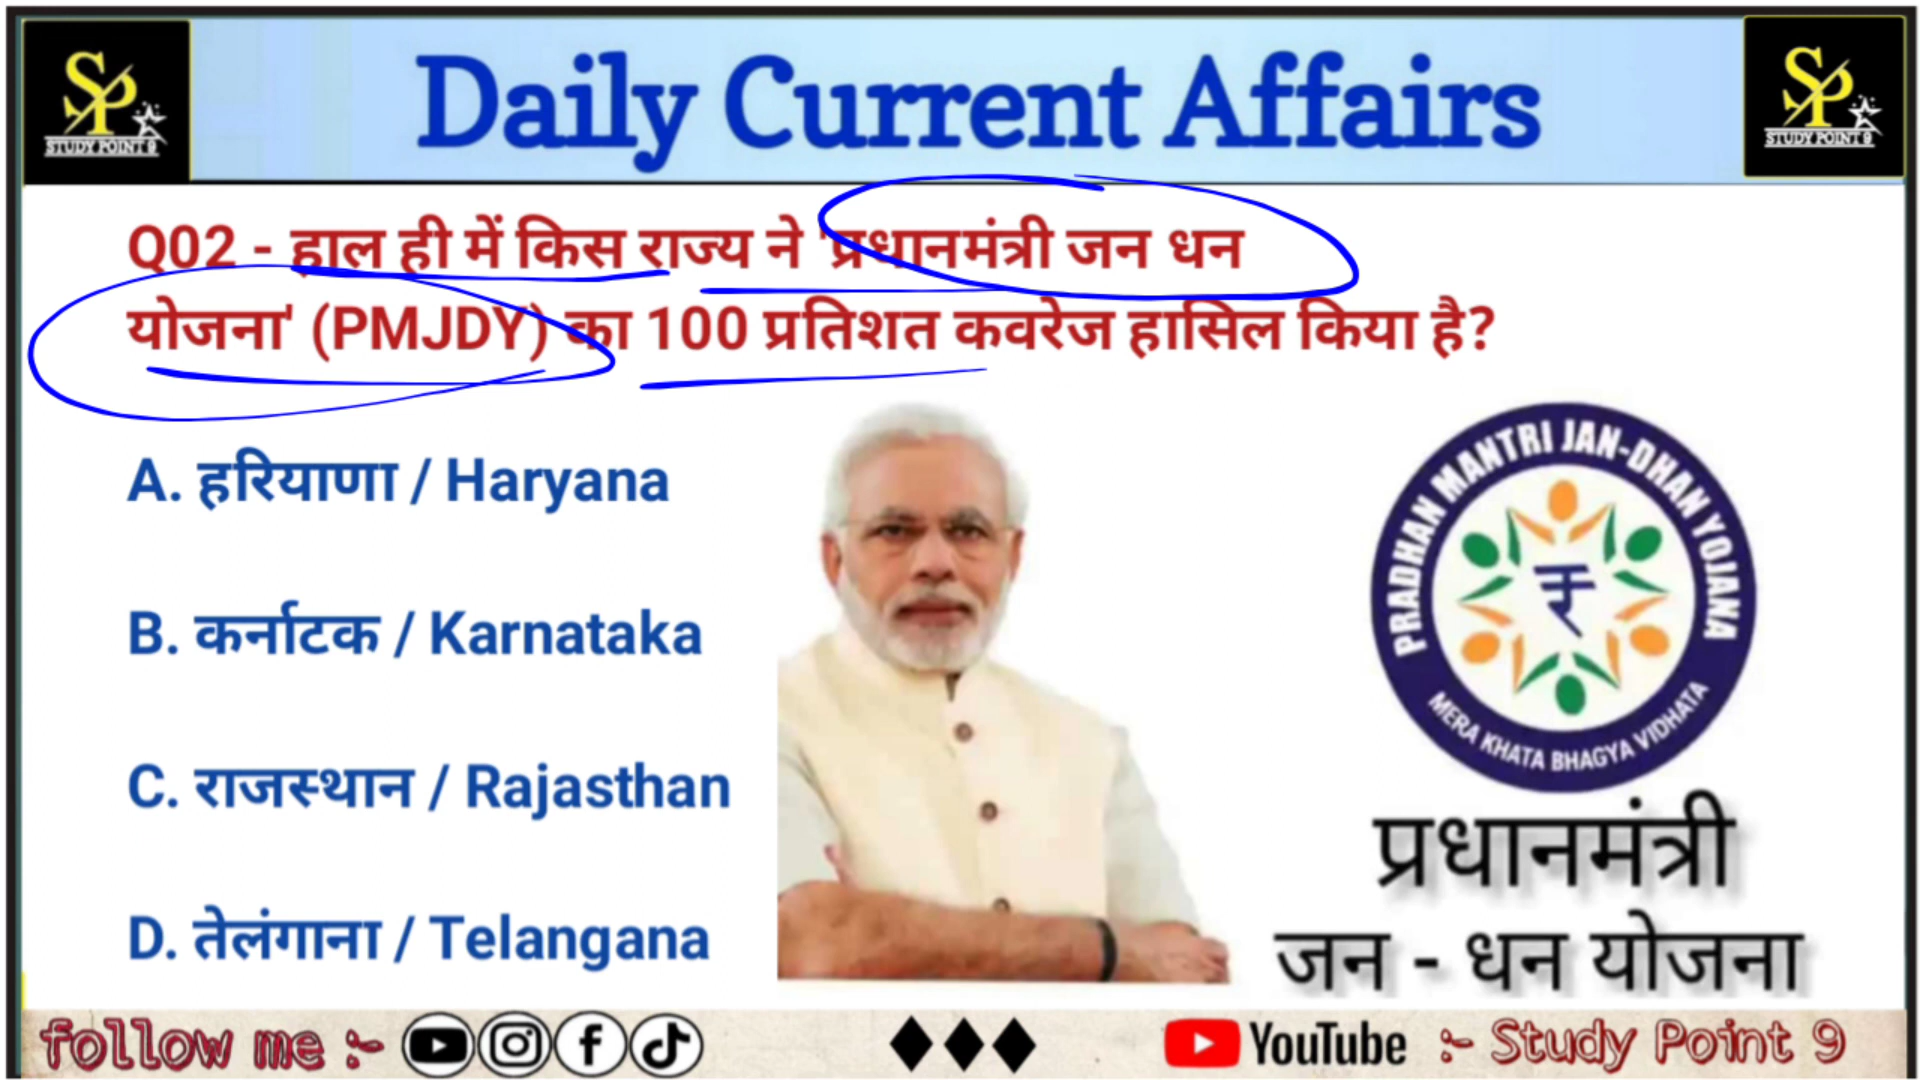 SP
STUDY POINT 9
Daily Current Affairs
SP
STUDY POINT 9
Q02 - हाल ही में किस राज्य ने 'प्रधानमंत्री जन धन
योजना' (PMJDY) का 100 प्रतिशत कवरेज हासिल किया है?
A. हरियाणा / Haryana
B. कर्नाटक / Karnataka
C. राजस्थान / Rajasthan
D. तेलंगाना / Telangana
PRADHAN MANTRI JAN-DHAN YOJANA
₹
MERA KHATA BHAGYA VIDHATA
प्रधानमंत्री
जन - धन योजना
follow me :-
YouTube :- Study Point 9